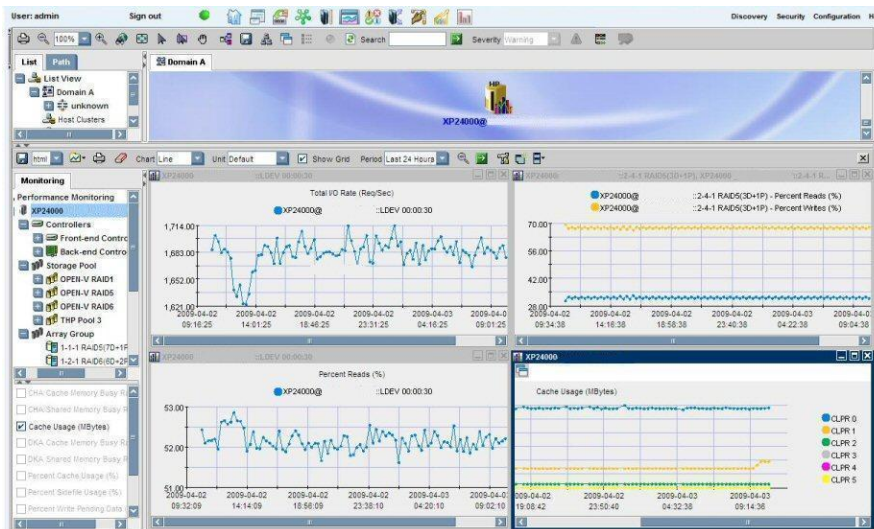 User: admin Sign out Discovery Security Configuration H
100% Search Severity Warning
List Path Domain A
List View
Domain A
unknown
Host Clusters
HP
XP24000@
html Chart Line Unit Default Show Grid Period Last 24 Hours
Monitoring
Performance Monitoring
XP24000
Controllers
Front-end Contro
Back-end Contro
Storage Pool
OPEN-V RAID1
OPEN-V RAID5
OPEN-V RAID6
THP Pool 3
Array Group
1-1-1 RAID5(7D+1P
1-2-1 RAID6(6D+2P
CHA Cache Memory Busy R
CHA Shared Memory Busy R
Cache Usage (MBytes)
DKA Cache Memory Busy R
DKA Shared Memory Busy R
Percent Cache Usage (%)
Percent Sidefile Usage (%)
Percent Write Pending Data
XP24000 ::LDEV 00:00:30
Total I/O Rate (Req/Sec)
XP24000@ ::LDEV 00:00:30
1,714.00
1,683.00
1,652.00
1,621.00
2009-04-02 2009-04-02 2009-04-02 2009-04-02 2009-04-03 2009-04-03
09:16:25 14:01:25 18:46:25 23:31:25 04:16:25 09:01:25
XP24000@ ::2-4-1 RAID5(3D+1P), XP24000 ::2-4-1 R...
XP24000@ ::2-4-1 RAID5(3D+1P) - Percent Reads (%)
XP24000@ ::2-4-1 RAID5(3D+1P) - Percent Writes (%)
70.00
56.00
42.00
28.00
2009-04-02 2009-04-02 2009-04-02 2009-04-02 2009-04-03 2009-04-03
09:34:38 14:16:38 18:58:38 23:40:38 04:22:38 09:04:38
XP24000 ::LDEV 00:00:30
Percent Reads (%)
XP24000@ ::LDEV 00:00:30
53.00
52.00
51.00
2009-04-02 2009-04-02 2009-04-02 2009-04-02 2009-04-03 2009-04-03
09:32:09 14:14:09 18:56:09 23:38:10 04:20:10 09:02:10
XP24000
Cache Usage (MBytes)
CLPR 0
CLPR 1
CLPR 2
CLPR 3
CLPR 4
CLPR 5
2009-04-02 2009-04-02 2009-04-03 2009-04-03
19:08:42 23:50:40 04:32:38 09:14:36